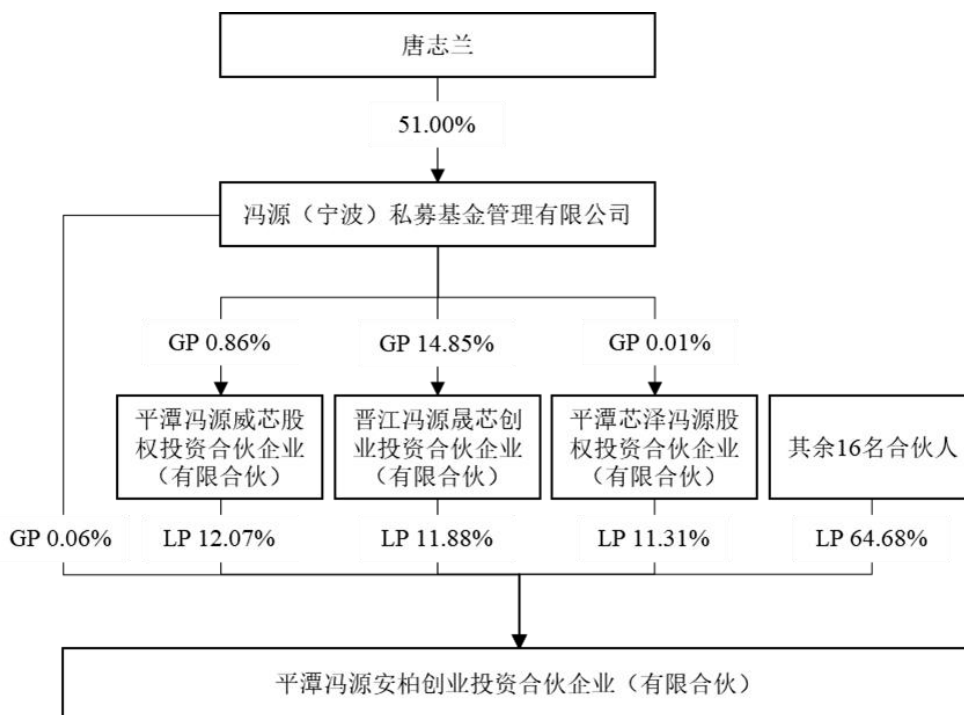 唐志兰
51.00%
冯源（宁波）私募基金管理有限公司
GP 0.86%
GP 14.85%
GP 0.01%
平潭冯源威芯股
权投资合伙企业
（有限合伙）
晋江冯源晟芯创
业投资合伙企业
（有限合伙）
平潭芯泽冯源股
权投资合伙企业
（有限合伙）
其余16名合伙人
GP 0.06%
LP 12.07%
LP 11.88%
LP 11.31%
LP 64.68%
平潭冯源安柏创业投资合伙企业（有限合伙）